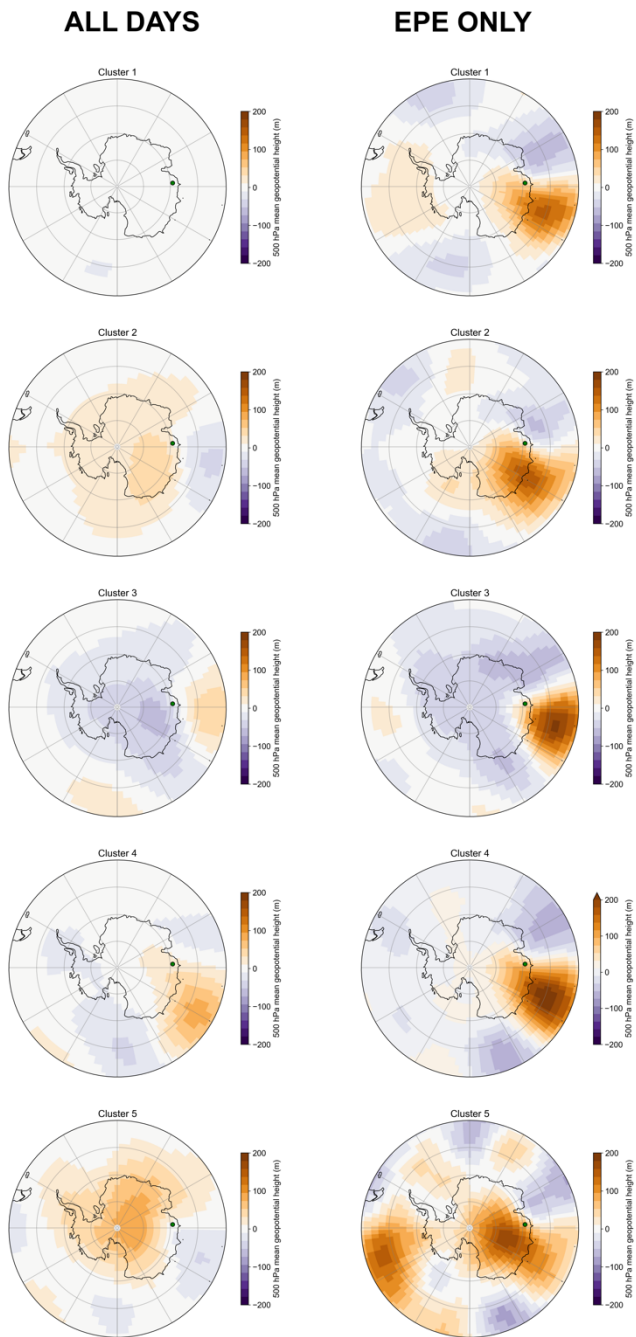 ALL DAYS EPE ONLY
Cluster 1 Cluster 1
200 200
100 100
0 0
−100 −100
−200 −200
500 hPa mean geopotential height (m) 500 hPa mean geopotential height (m)
Cluster 2 Cluster 2
200 200
100 100
0 0
−100 −100
−200 −200
500 hPa mean geopotential height (m) 500 hPa mean geopotential height (m)
Cluster 3 Cluster 3
200 200
100 100
0 0
−100 −100
−200 −200
500 hPa mean geopotential height (m) 500 hPa mean geopotential height (m)
Cluster 4 Cluster 4
200 200
100 100
0 0
−100 −100
−200 −200
500 hPa mean geopotential height (m) 500 hPa mean geopotential height (m)
Cluster 5 Cluster 5
200 200
100 100
0 0
−100 −100
−200 −200
500 hPa mean geopotential height (m) 500 hPa mean geopotential height (m)